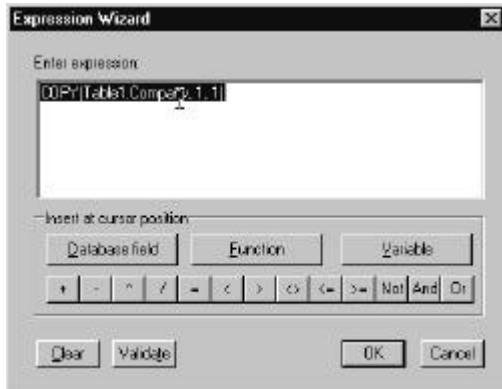 Expression Wizard
Enter expression:
COPY(Table1.Company, 1, 1)
Insert at cursor position
Database field Function Variable
+ - * / = < > <> <= >= Not And Or
Clear Validate OK Cancel